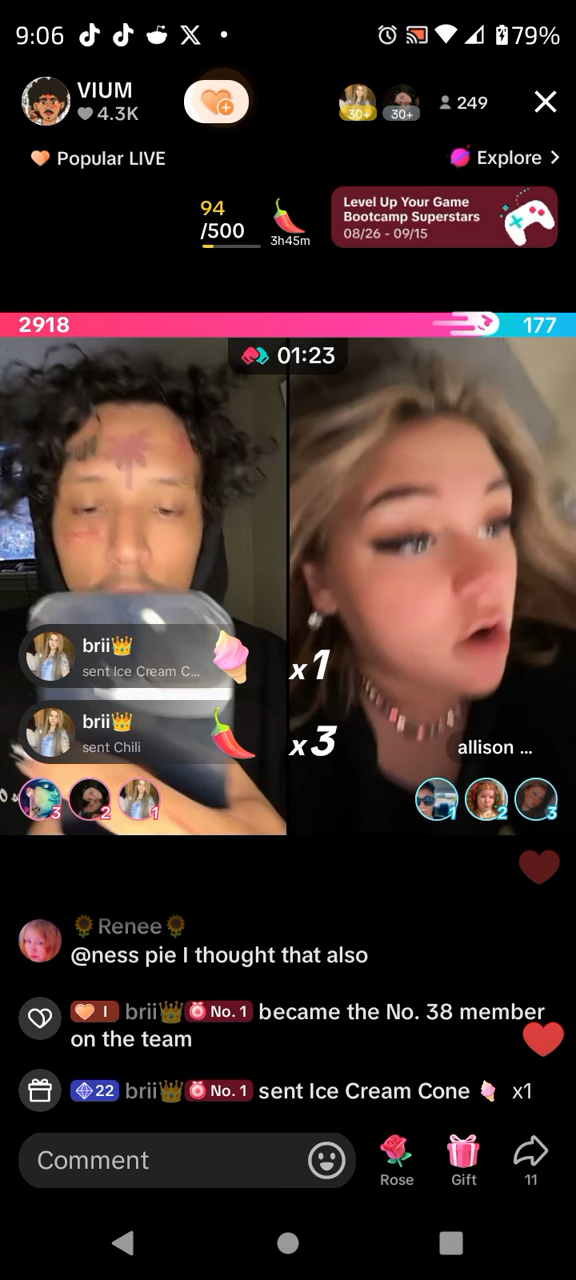 9:06
79%
VIUM
4.3K
30+
30+
249
Popular LIVE
Explore >
94
/500
3h45m
Level Up Your Game
Bootcamp Superstars
08/26 - 09/15
2918
177
01:23
brii👑
sent Ice Cream C...
x1
brii👑
sent Chili
x3
allison ...
3
2
1
1
2
3
🌻Renee🌻
@ness pie I thought that also
I brii👑 No. 1 became the No. 38 member
on the team
22 brii👑 No. 1 sent Ice Cream Cone x1
Comment
Rose
Gift
11